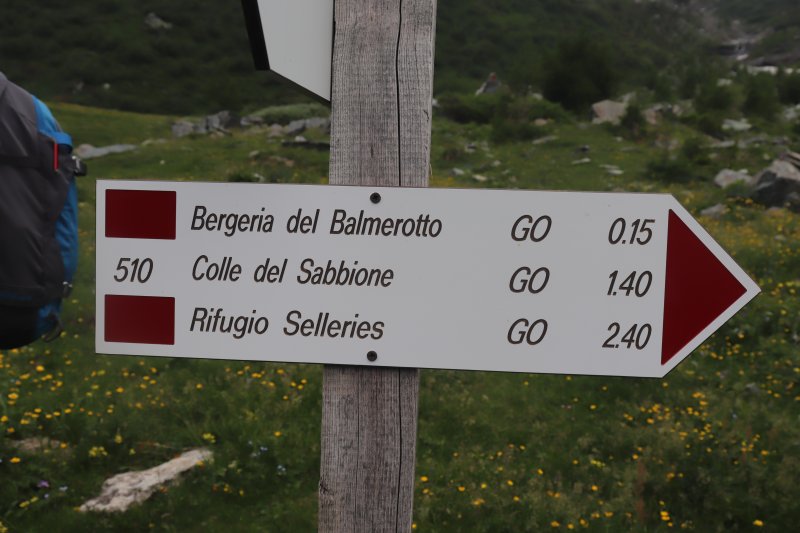 Bergeria del Balmerotto GO 0.15
510 Colle del Sabbione GO 1.40
Rifugio Selleries GO 2.40